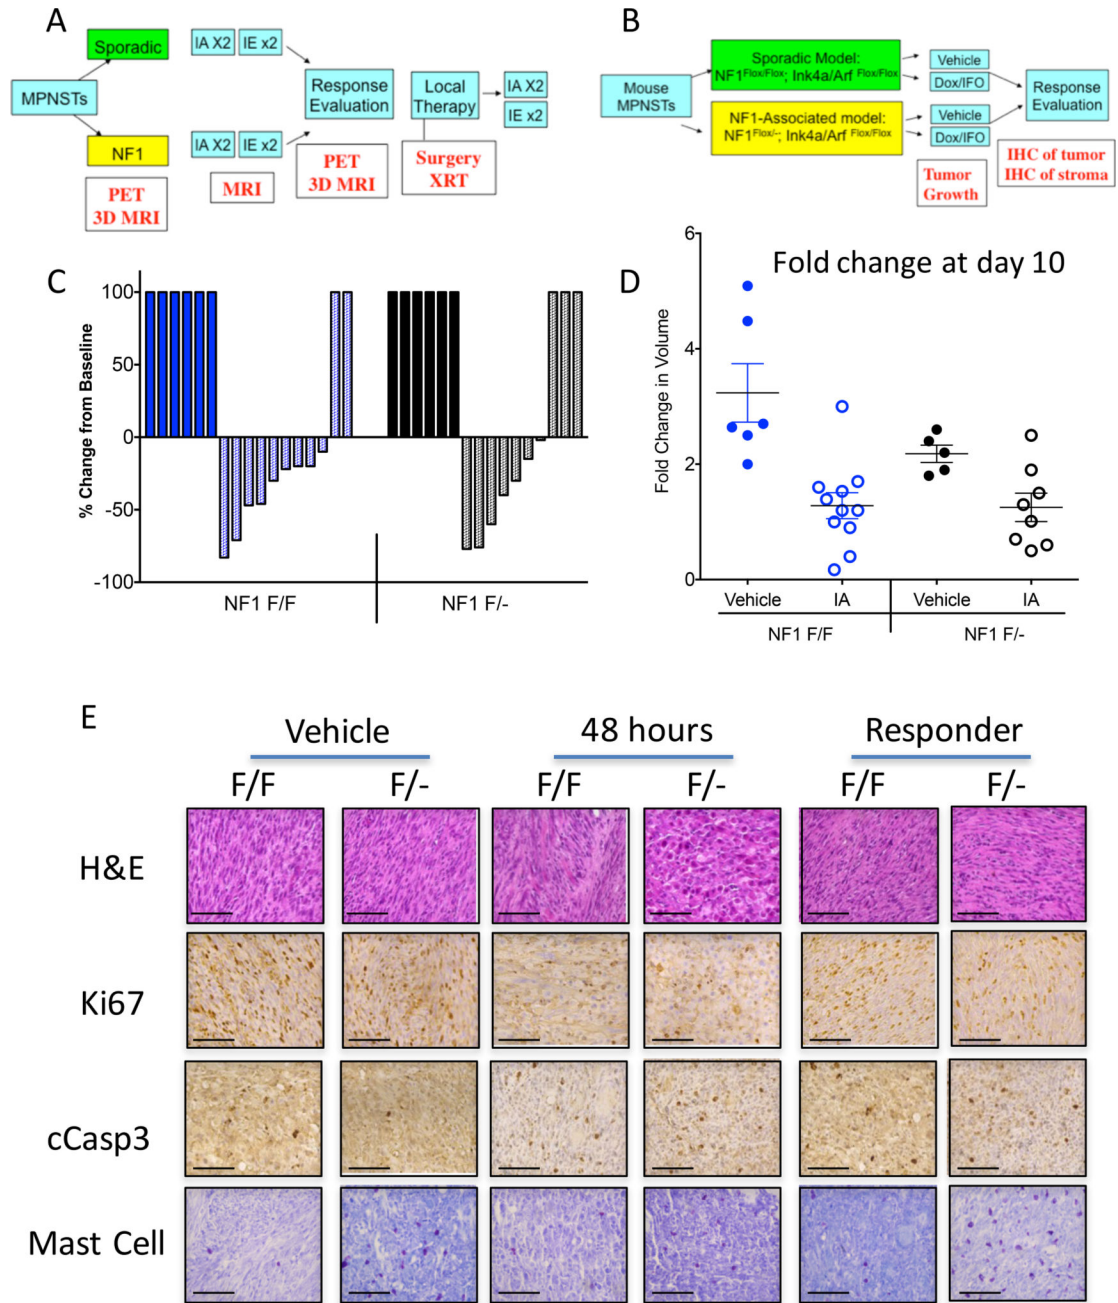 A
Sporadic
MPNSTs
NF1
IA X2
IE x2
IA X2
IE x2
Response
Evaluation
Local
Therapy
IA X2
IE x2
PET
3D MRI
MRI
PET
3D MRI
Surgery
XRT
B
Mouse
MPNSTs
Sporadic Model:
NF1Flox/Flox; Ink4a/Arf Flox/Flox
NF1-Associated model:
NF1Flox/-; Ink4a/Arf Flox/Flox
Vehicle
Dox/IFO
Vehicle
Dox/IFO
Response
Evaluation
Tumor
Growth
IHC of tumor
IHC of stroma
C
% Change from Baseline
100
50
0
-50
-100
NF1 F/F
NF1 F/-
D
Fold change at day 10
Fold Change in Volume
6
4
2
0
Vehicle
IA
Vehicle
IA
NF1 F/F
NF1 F/-
E
Vehicle
48 hours
Responder
F/F
F/-
F/F
F/-
F/F
F/-
H&E
Ki67
cCasp3
Mast Cell